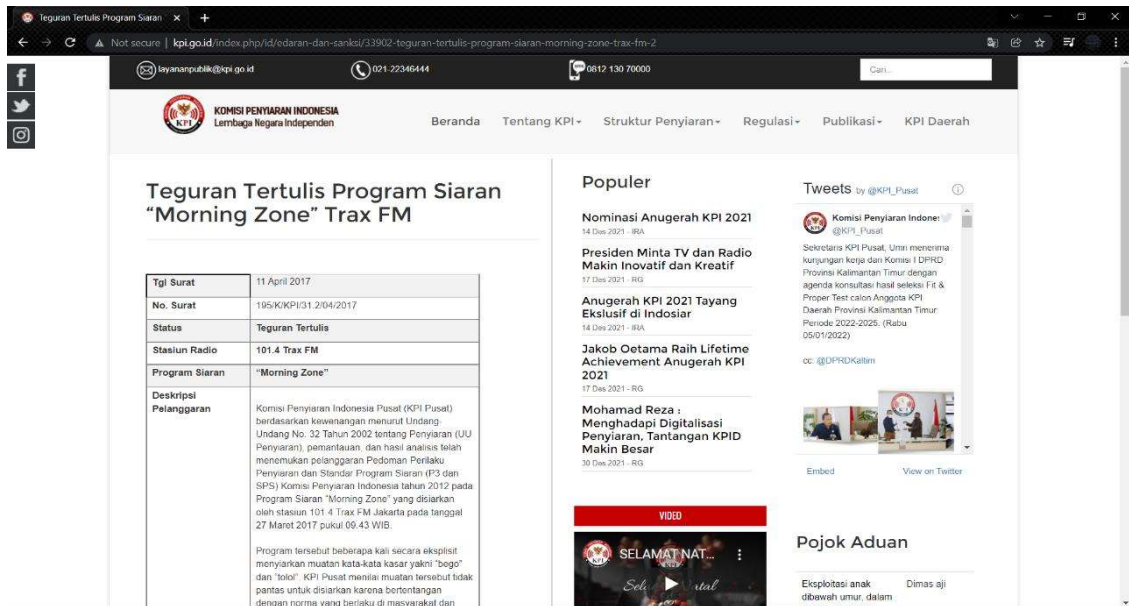 Teguran Tertulis Program Siaran
Not secure | kpi.go.id/index.php/id/edaran-dan-sanksi/33902-teguran-tertulis-program-siaran-morning-zone-trax-fm-2
layananpublik@kpi.go.id
021-22346444
0812 130 70000
Cari...
KPI
KOMISI PENYIARAN INDONESIA
Lembaga Negara Independen
Beranda
Tentang KPI
Struktur Penyiaran
Regulasi
Publikasi
KPI Daerah
Teguran Tertulis Program Siaran
“Morning Zone” Trax FM
Tgl Surat 11 April 2017
No. Surat 195/K/KPI/31.2/04/2017
Status Teguran Tertulis
Stasiun Radio 101.4 Trax FM
Program Siaran “Morning Zone”
Deskripsi
Pelanggaran
Komisi Penyiaran Indonesia Pusat (KPI Pusat)
berdasarkan kewenangan menurut Undang-
Undang No. 32 Tahun 2002 tentang Penyiaran (UU
Penyiaran), pemantauan, dan hasil analisis telah
menemukan pelanggaran Pedoman Perilaku
Penyiaran dan Standar Program Siaran (P3 dan
SPS) Komisi Penyiaran Indonesia tahun 2012 pada
Program Siaran “Morning Zone” yang disiarkan
oleh stasiun 101.4 Trax FM Jakarta pada tanggal
27 Maret 2017 pukul 09.43 WIB.
Program tersebut beberapa kali secara eksplisit
menyiarkan muatan kata-kata kasar yakni “bego”
dan “tolol”. KPI Pusat menilai muatan tersebut tidak
pantas untuk disiarkan karena bertentangan
dengan norma yang berlaku di masyarakat dan
Populer
Nominasi Anugerah KPI 2021
14 Des 2021 - IRA
Presiden Minta TV dan Radio
Makin Inovatif dan Kreatif
17 Des 2021 - RG
Anugerah KPI 2021 Tayang
Ekslusif di Indosiar
14 Des 2021 - IRA
Jakob Oetama Raih Lifetime
Achievement Anugerah KPI
2021
17 Des 2021 - RG
Mohamad Reza :
Menghadapi Digitalisasi
Penyiaran, Tantangan KPID
Makin Besar
30 Des 2021 - RG
VIDEO
SELAMAT NAT...
Tweets by @KPI_Pusat
Komisi Penyiaran Indone
@KPI_Pusat
Sekretaris KPI Pusat, Umri menerima
kunjungan kerja dari Komisi I DPRD
Provinsi Kalimantan Timur dengan
agenda konsultasi hasil seleksi Fit &
Proper Test calon Anggota KPI
Daerah Provinsi Kalimantan Timur
Periode 2022-2025. (Rabu
05/01/2022)
cc: @DPRDKaltim
Embed
View on Twitter
Pojok Aduan
Eksploitasi anak Dimas aji
dibawah umur, dalam